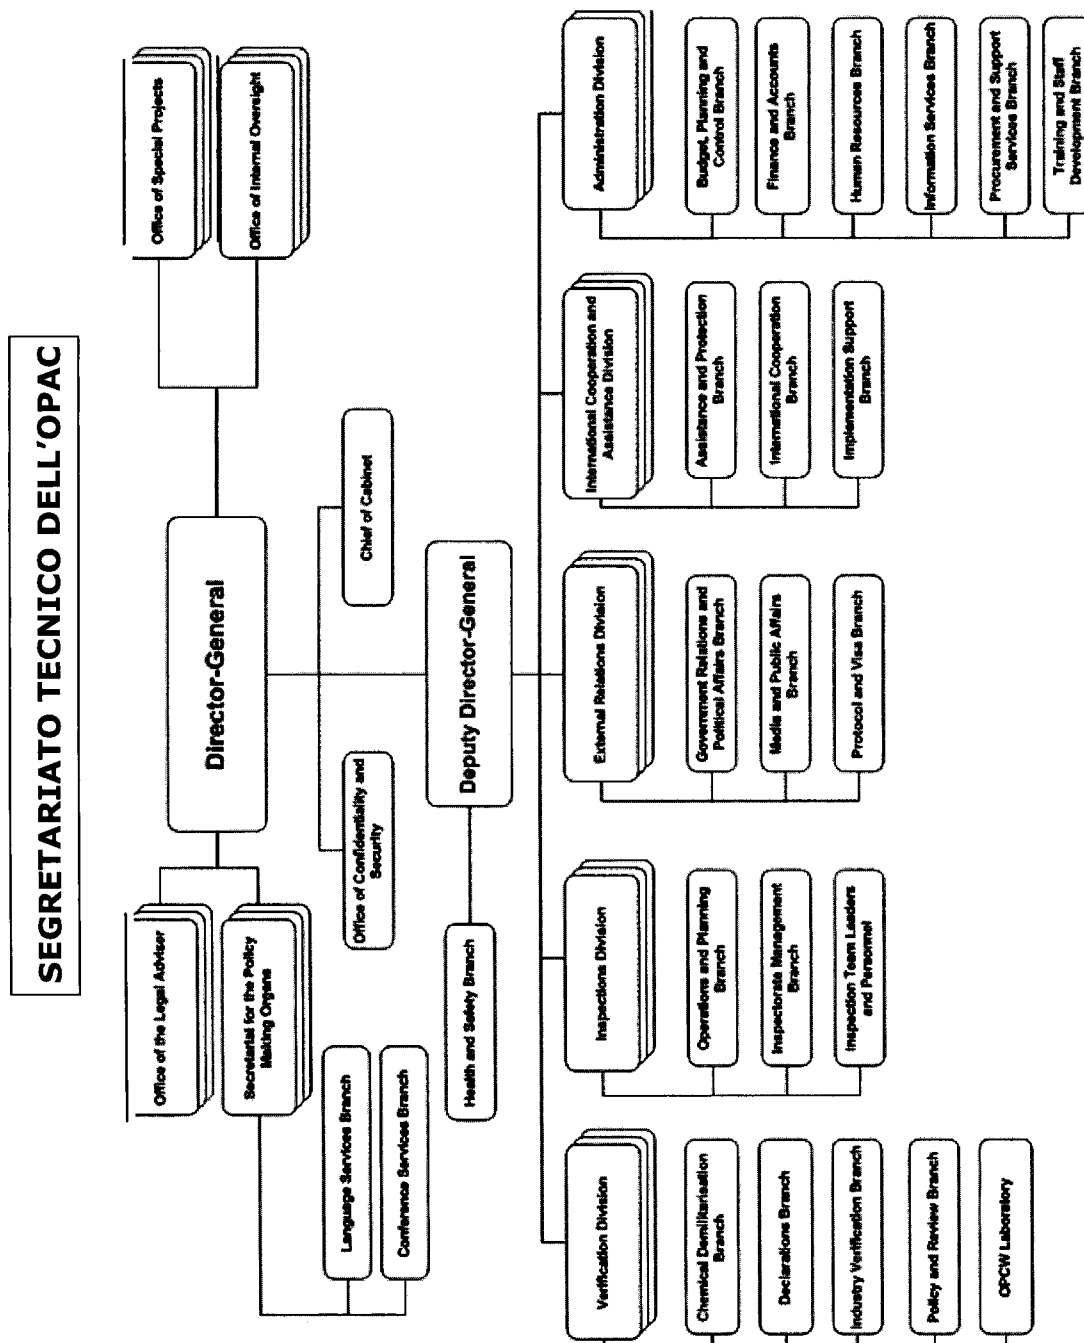 SEGRETARIATO TECNICO DELL'OPAC
Office of the Legal Adviser
Secretariat for the Policy
Making Organs
Language Services Branch
Conference Services Branch
Director-General
Office of Special Projects
Office of Internal Oversight
Office of Confidentiality and
Security
Chief of Cabinet
Health and Safety Branch
Deputy Director-General
Verification Division
Chemical Demilitarisation
Branch
Declarations Branch
Industry Verification Branch
Policy and Review Branch
OPCW Laboratory
Inspections Division
Operations and Planning
Branch
Inspectorate Management
Branch
Inspection Team Leaders
and Personnel
External Relations Division
Government Relations and
Political Affairs Branch
Media and Public Affairs
Branch
Protocol and Visa Branch
International Cooperation and
Assistance Division
Assistance and Protection
Branch
International Cooperation
Branch
Implementation Support
Branch
Administration Division
Budget, Planning and
Control Branch
Finance and Accounts
Branch
Human Resources Branch
Information Services Branch
Procurement and Support
Services Branch
Training and Staff
Development Branch